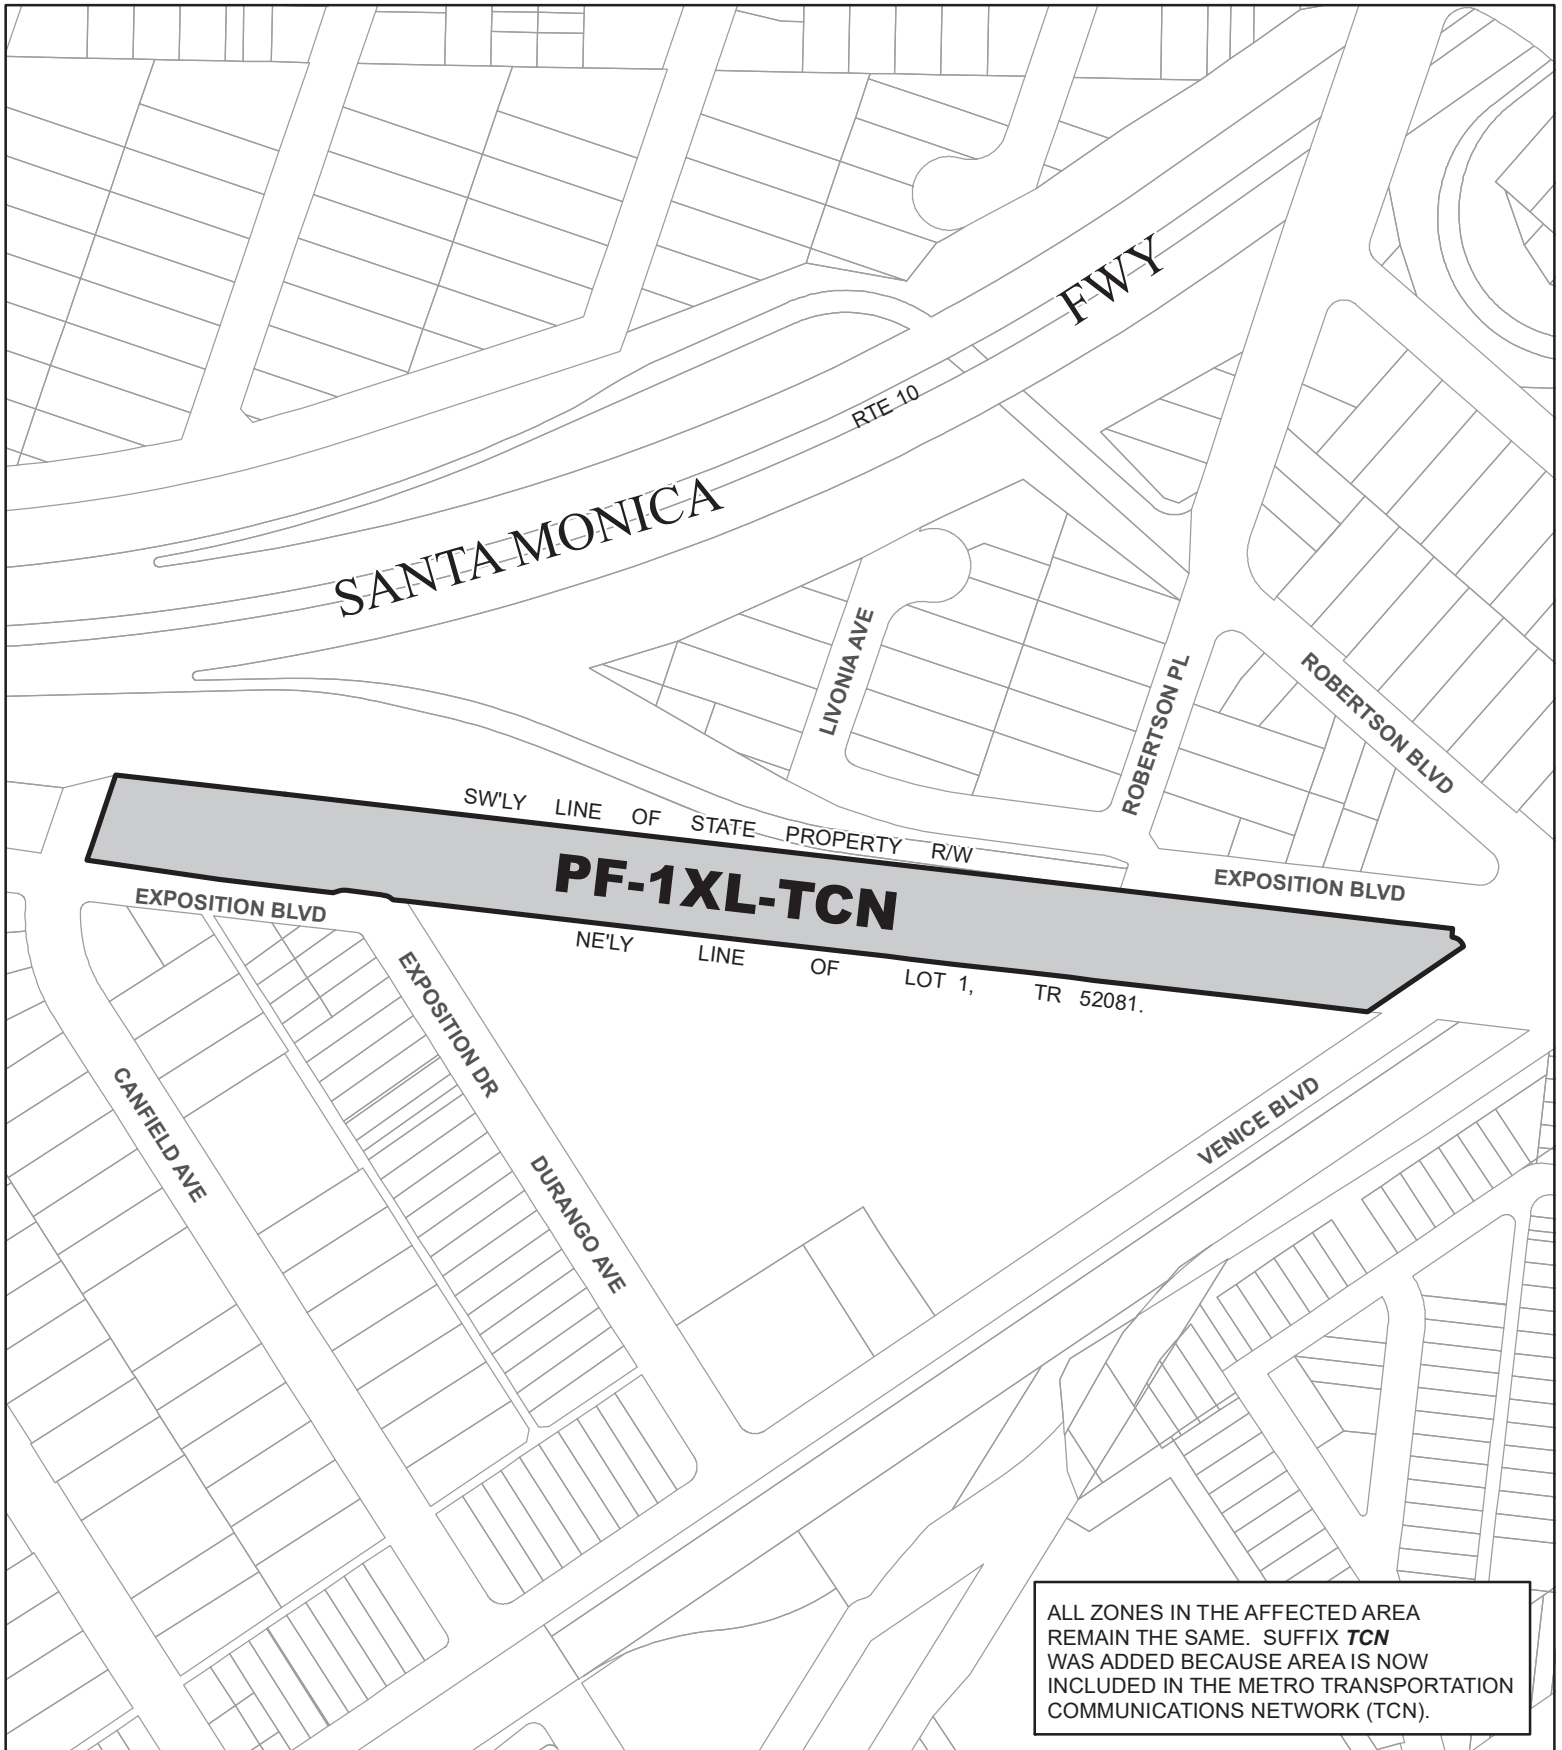 FWY
RTE 10
SANTA MONICA
LIVONIA AVE
ROBERTSON PL
ROBERTSON BLVD
SW'LY LINE OF STATE PROPERTY R/W
PF-1XL-TCN
EXPOSITION BLVD
EXPOSITION BLVD
NE'LY LINE OF LOT 1, TR 52081.
EXPOSITION DR
CANFIELD AVE
DURANGO AVE
VENICE BLVD
ALL ZONES IN THE AFFECTED AREA
REMAIN THE SAME. SUFFIX TCN
WAS ADDED BECAUSE AREA IS NOW
INCLUDED IN THE METRO TRANSPORTATION
COMMUNICATIONS NETWORK (TCN).